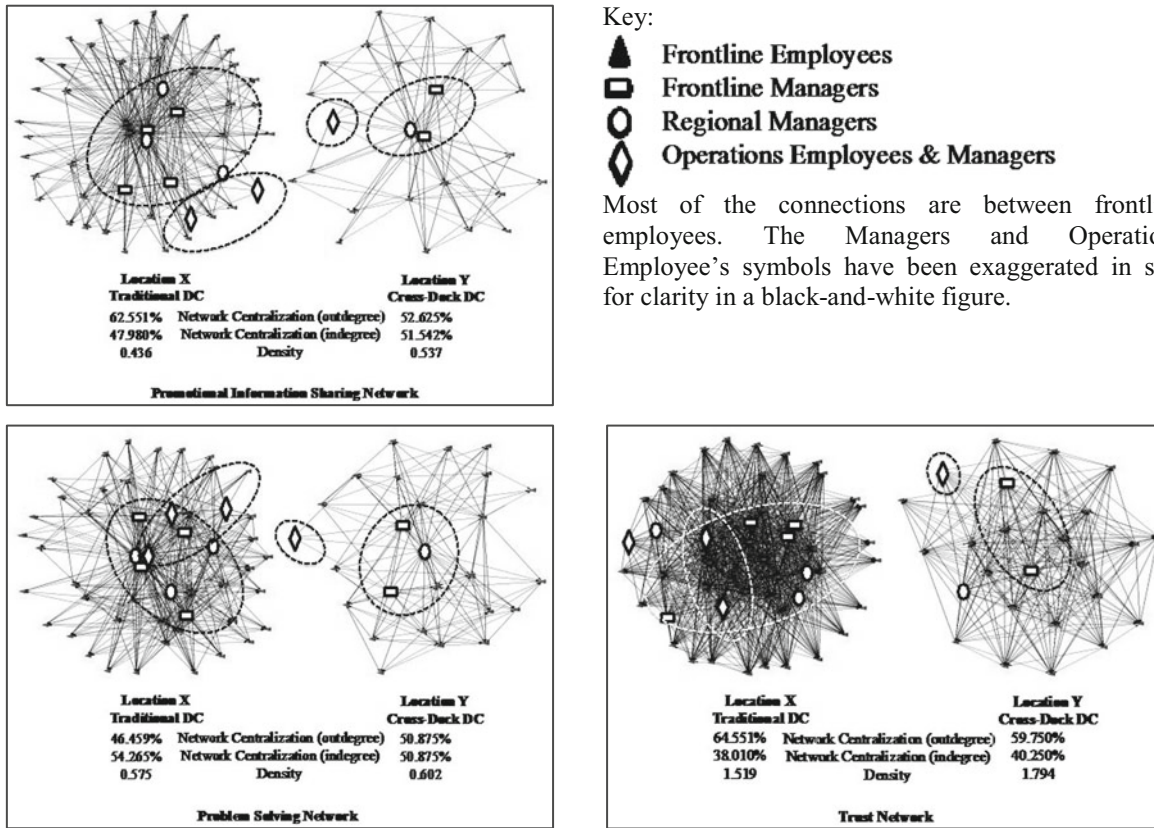 Key:
Frontline Employees
Frontline Managers
Regional Managers
Operations Employees & Managers
Most of the connections are between frontl
employees. The Managers and Operatio
Employee's symbols have been exaggerated in s
for clarity in a black-and-white figure.
Location X Location Y
Traditional DC Cross-Dock DC
62.551% Network Centralization (outdegree) 52.625%
47.980% Network Centralization (indegree) 51.542%
0.436 Density 0.537
Promotional Information Sharing Network
Location X Location Y
Traditional DC Cross-Dock DC
46.459% Network Centralization (outdegree) 50.875%
54.265% Network Centralization (indegree) 50.875%
0.575 Density 0.602
Problem Solving Network
Location X Location Y
Traditional DC Cross-Dock DC
64.551% Network Centralization (outdegree) 59.750%
38.010% Network Centralization (indegree) 40.250%
1.519 Density 1.794
Trust Network